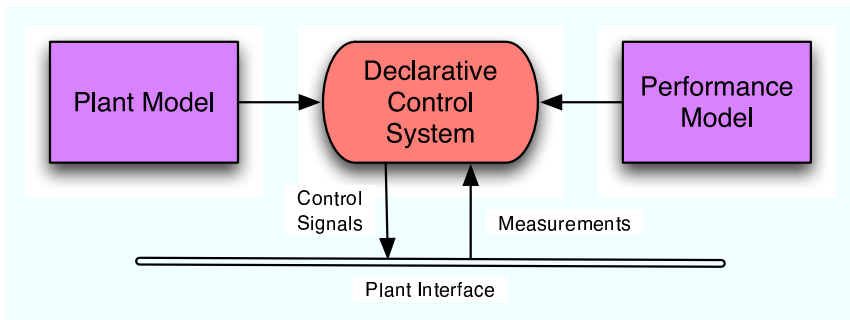 Plant Model
Declarative
Control
System
Performance
Model
Control
Signals
Measurements
Plant Interface